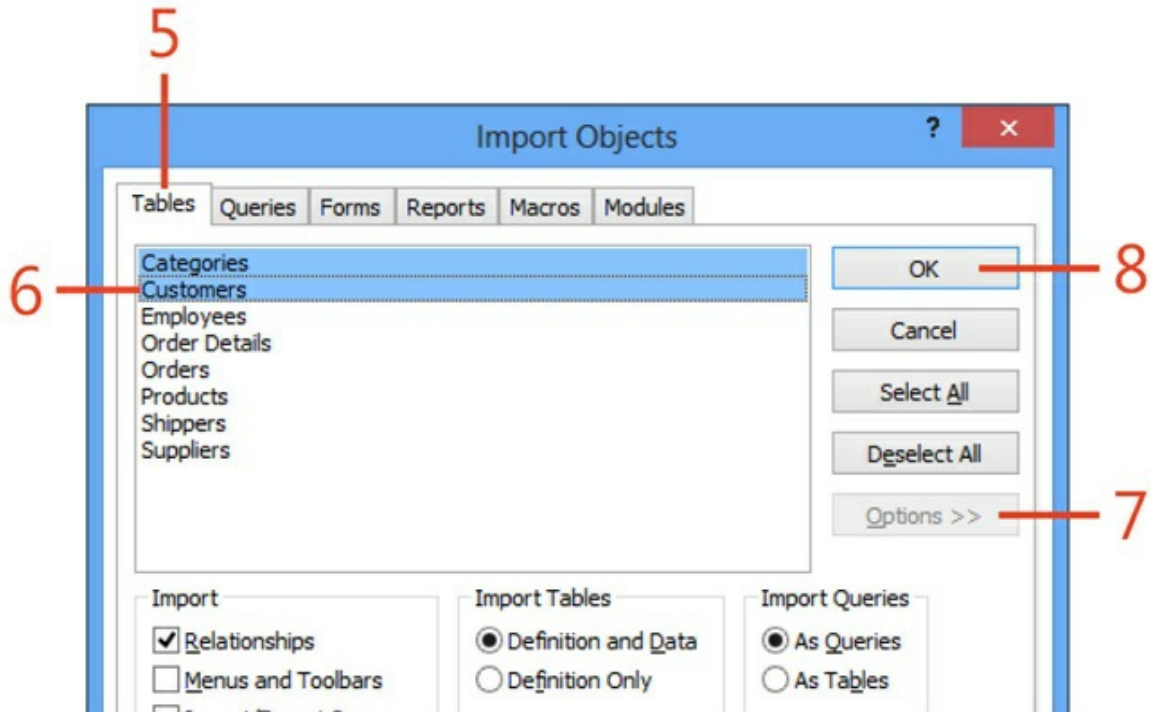 5
Import Objects
?
Tables Queries Forms Reports Macros Modules
Categories
Customers
Employees
Order Details
Orders
Products
Shippers
Suppliers
6
OK
8
Cancel
Select All
Deselect All
Options >>
7
Import
Relationships
Menus and Toolbars
Import Tables
Definition and Data
Definition Only
Import Queries
As Queries
As Tables